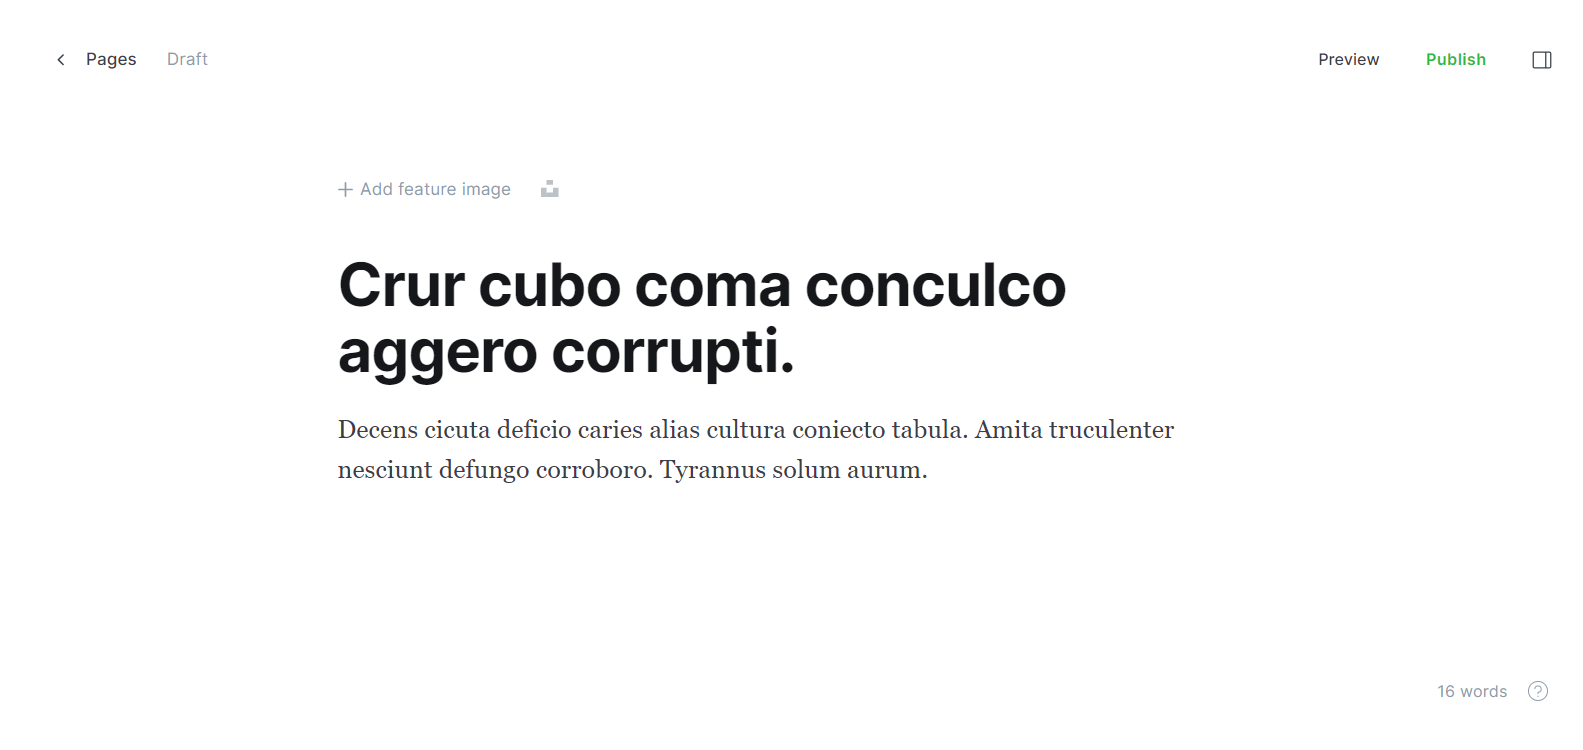 Pages Draft Preview Publish
Add feature image
Crur cubo coma conculco
aggero corrupti.
Decens cicuta deficio caries alias cultura coniecto tabula. Amita truculenter
nesciunt defungo corroboro. Tyrannus solum aurum.
16 words ?